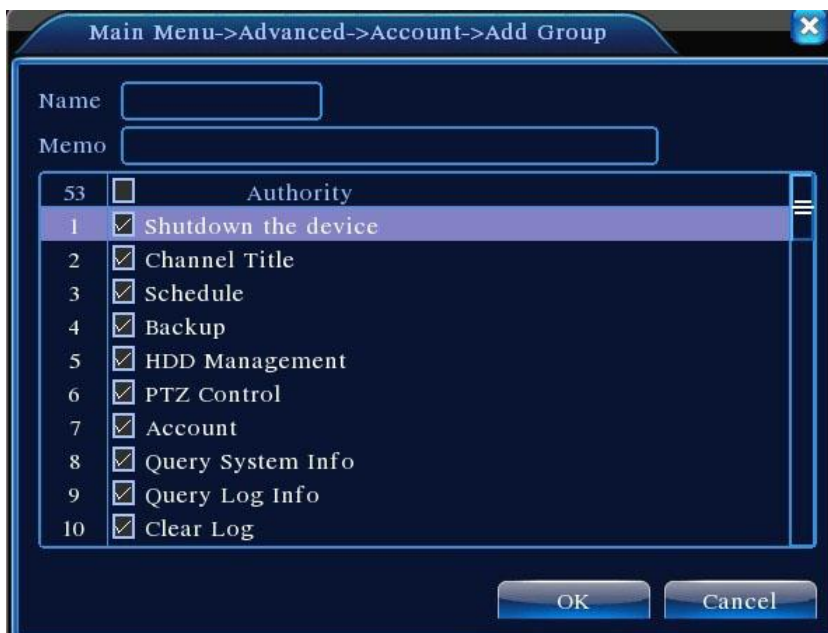 Main Menu->Advanced->Account->Add Group
Name
Memo
53 Authority
1 Shutdown the device
2 Channel Title
3 Schedule
4 Backup
5 HDD Management
6 PTZ Control
7 Account
8 Query System Info
9 Query Log Info
10 Clear Log
OK Cancel